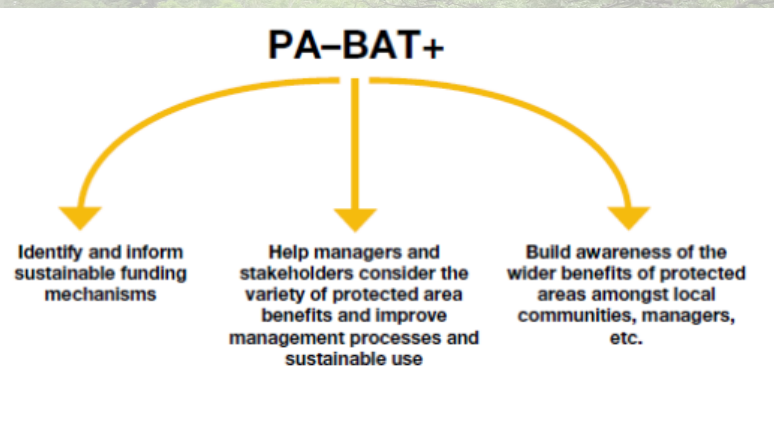 PA–BAT+
Identify and inform
sustainable funding
mechanisms
Help managers and
stakeholders consider the
variety of protected area
benefits and improve
management processes and
sustainable use
Build awareness of the
wider benefits of protected
areas amongst local
communities, managers,
etc.